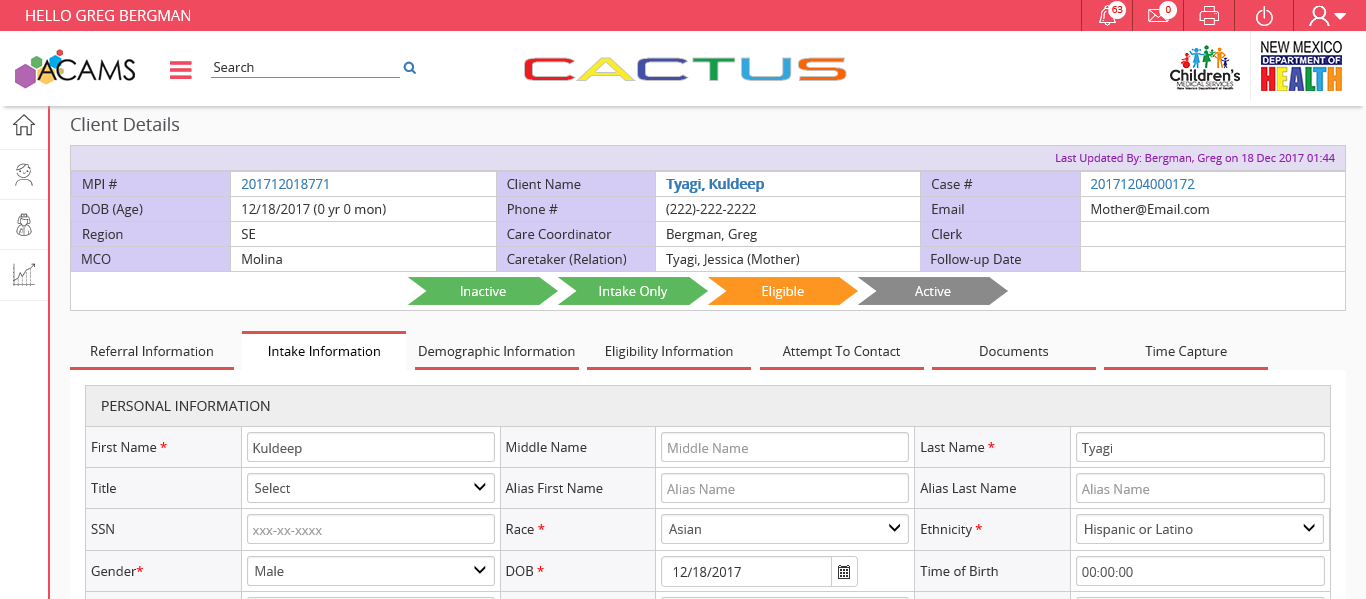 HELLO GREG BERGMAN
63
0
ACAMS
Search
CACTUS
Children's
MEDICAL SERVICES
New Mexico Department of Health
NEW MEXICO
DEPARTMENT OF
HEALTH
Client Details
Last Updated By: Bergman, Greg on 18 Dec 2017 01:44
MPI # 201712018771 Client Name Tyagi, Kuldeep Case # 20171204000172
DOB (Age) 12/18/2017 (0 yr 0 mon) Phone # (222)-222-2222 Email Mother@Email.com
Region SE Care Coordinator Bergman, Greg Clerk
MCO Molina Caretaker (Relation) Tyagi, Jessica (Mother) Follow-up Date
Inactive Intake Only Eligible Active
Referral Information Intake Information Demographic Information Eligibility Information Attempt To Contact Documents Time Capture
PERSONAL INFORMATION
First Name * Kuldeep Middle Name Middle Name Last Name * Tyagi
Title Select Alias First Name Alias Name Alias Last Name Alias Name
SSN xxx-xx-xxxx Race * Asian Ethnicity * Hispanic or Latino
Gender* Male DOB * 12/18/2017 Time of Birth 00:00:00